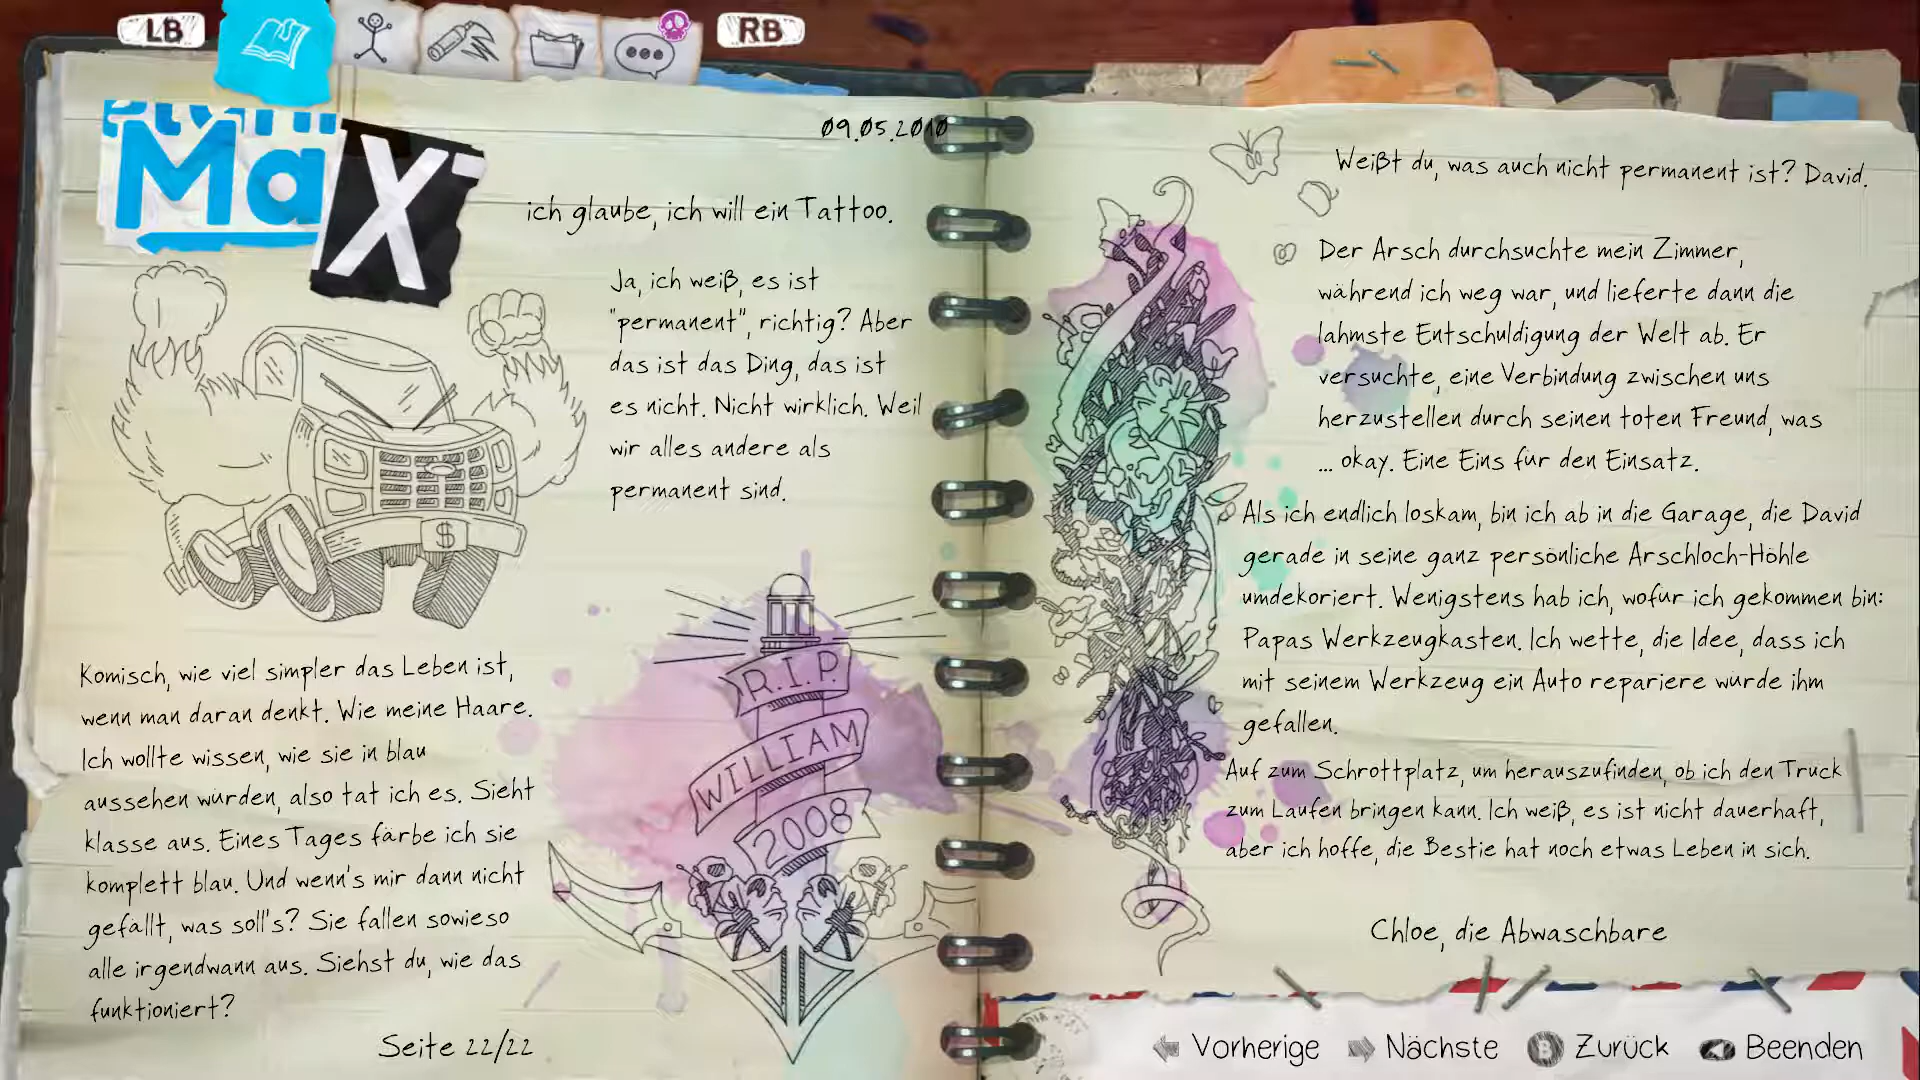 LB
RB
Max
09.05.2010
ich glaube, ich will ein Tattoo.
Ja, ich weiß, es ist
"permanent", richtig? Aber
das ist das Ding, das ist
es nicht. Nicht wirklich. Weil
wir alles andere als
permanent sind.
$
Komisch, wie viel simpler das Leben ist,
wenn man daran denkt. Wie meine Haare.
Ich wollte wissen, wie sie in blau
aussehen würden, also tat ich es. Sieht
klasse aus. Eines Tages färbe ich sie
komplett blau. Und wenn's mir dann nicht
gefällt, was soll's? Sie fallen sowieso
alle irgendwann aus. Siehst du, wie das
funktioniert?
R.I.P.
WILLIAM
2008
Seite 22/22
Weißt du, was auch nicht permanent ist? David.
Der Arsch durchsuchte mein Zimmer,
während ich weg war, und lieferte dann die
lahmste Entschuldigung der Welt ab. Er
versuchte, eine Verbindung zwischen uns
herzustellen durch seinen toten Freund, was
... okay. Eine Eins für den Einsatz.
Als ich endlich loskam, bin ich ab in die Garage, die David
gerade in seine ganz persönliche Arschloch-Höhle
umdekoriert. Wenigstens hab ich, wofür ich gekommen bin:
Papas Werkzeugkasten. Ich wette, die Idee, dass ich
mit seinem Werkzeug ein Auto repariere würde ihm
gefallen.
Auf zum Schrottplatz, um herauszufinden, ob ich den Truck
zum Laufen bringen kann. Ich weiß, es ist nicht dauerhaft,
aber ich hoffe, die Bestie hat noch etwas Leben in sich.
Chloe, die Abwaschbare
Vorherige Nächste B Zurück Beenden